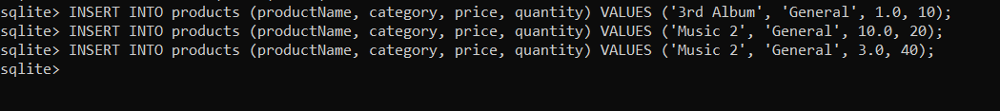 sqlite> INSERT INTO products (productName, category, price, quantity) VALUES ('3rd Album', 'General', 1.0, 10);
sqlite> INSERT INTO products (productName, category, price, quantity) VALUES ('Music 2', 'General', 10.0, 20);
sqlite> INSERT INTO products (productName, category, price, quantity) VALUES ('Music 2', 'General', 3.0, 40);
sqlite>